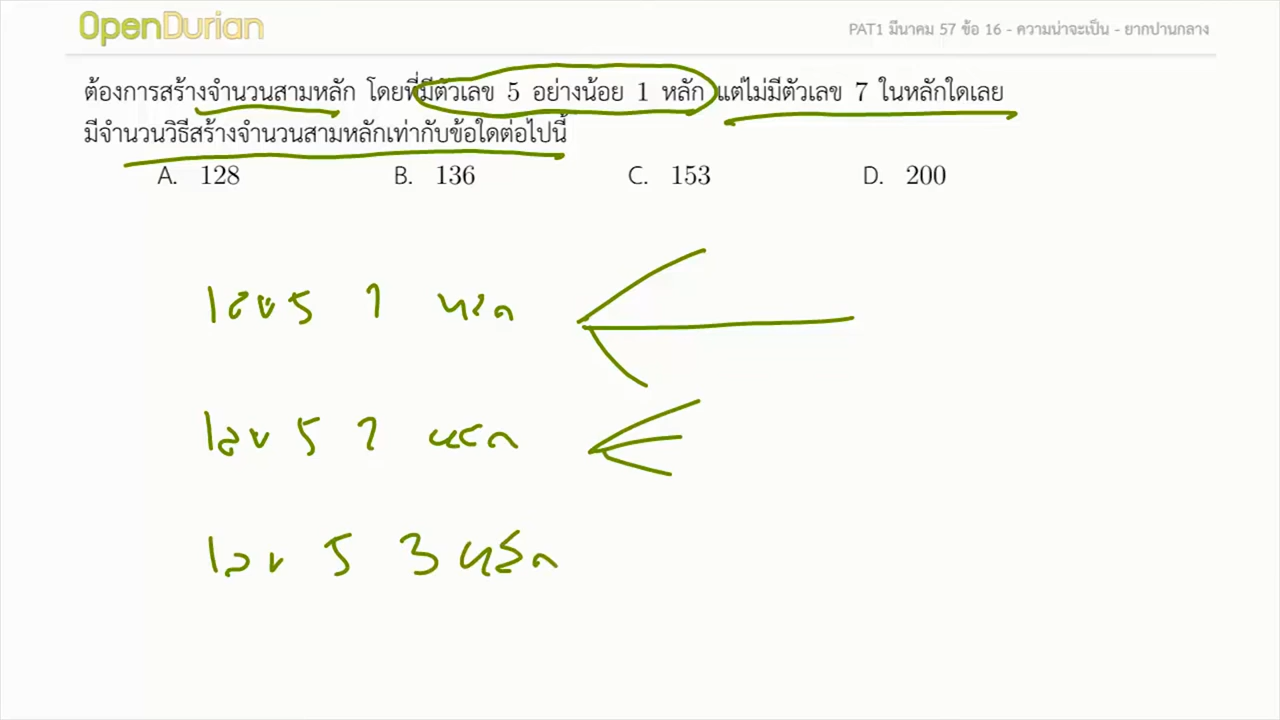 OpenDurian
PAT1 มีนาคม 57 ข้อ 16 - ความน่าจะเป็น - ยากปานกลาง
ต้องการสร้างจำนวนสามหลัก โดยที่มีตัวเลข 5 อย่างน้อย 1 หลัก แต่ไม่มีตัวเลข 7 ในหลักใดเลย
มีจำนวนวิธีสร้างจำนวนสามหลักเท่ากับข้อใดต่อไปนี้
A. 128 B. 136 C. 153 D. 200
เลข 5 1 หลัก
เลข 5 2 หลัก
เลข 5 3 หลัก